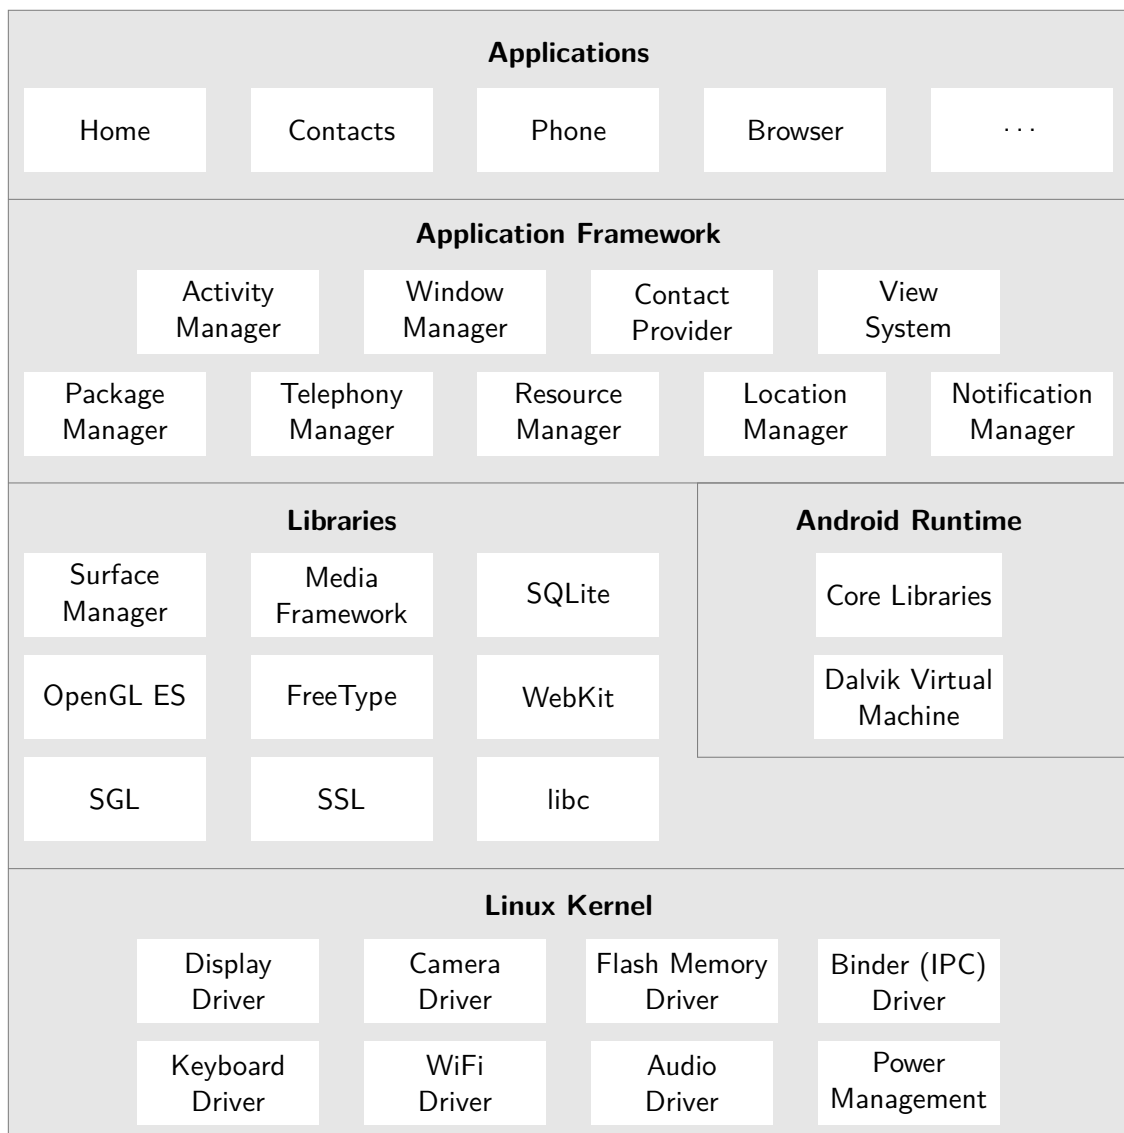 Applications
Home
Contacts
Phone
Browser
···
Application Framework
Activity
Manager
Window
Manager
Contact
Provider
View
System
Package
Manager
Telephony
Manager
Resource
Manager
Location
Manager
Notification
Manager
Libraries
Surface
Manager
Media
Framework
SQLite
OpenGL ES
FreeType
WebKit
SGL
SSL
libc
Android Runtime
Core Libraries
Dalvik Virtual
Machine
Linux Kernel
Display
Driver
Camera
Driver
Flash Memory
Driver
Binder (IPC)
Driver
Keyboard
Driver
WiFi
Driver
Audio
Driver
Power
Management